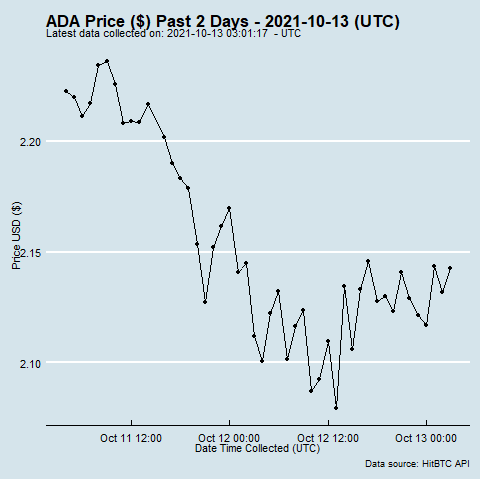 ADA Price ($) Past 2 Days - 2021-10-13 (UTC)
Latest data collected on: 2021-10-13 03:01:17 - UTC
Price USD ($)
2.20
2.15
2.10
Oct 11 12:00 Oct 12 00:00 Oct 12 12:00 Oct 13 00:00
Date Time Collected (UTC)
Data source: HitBTC API